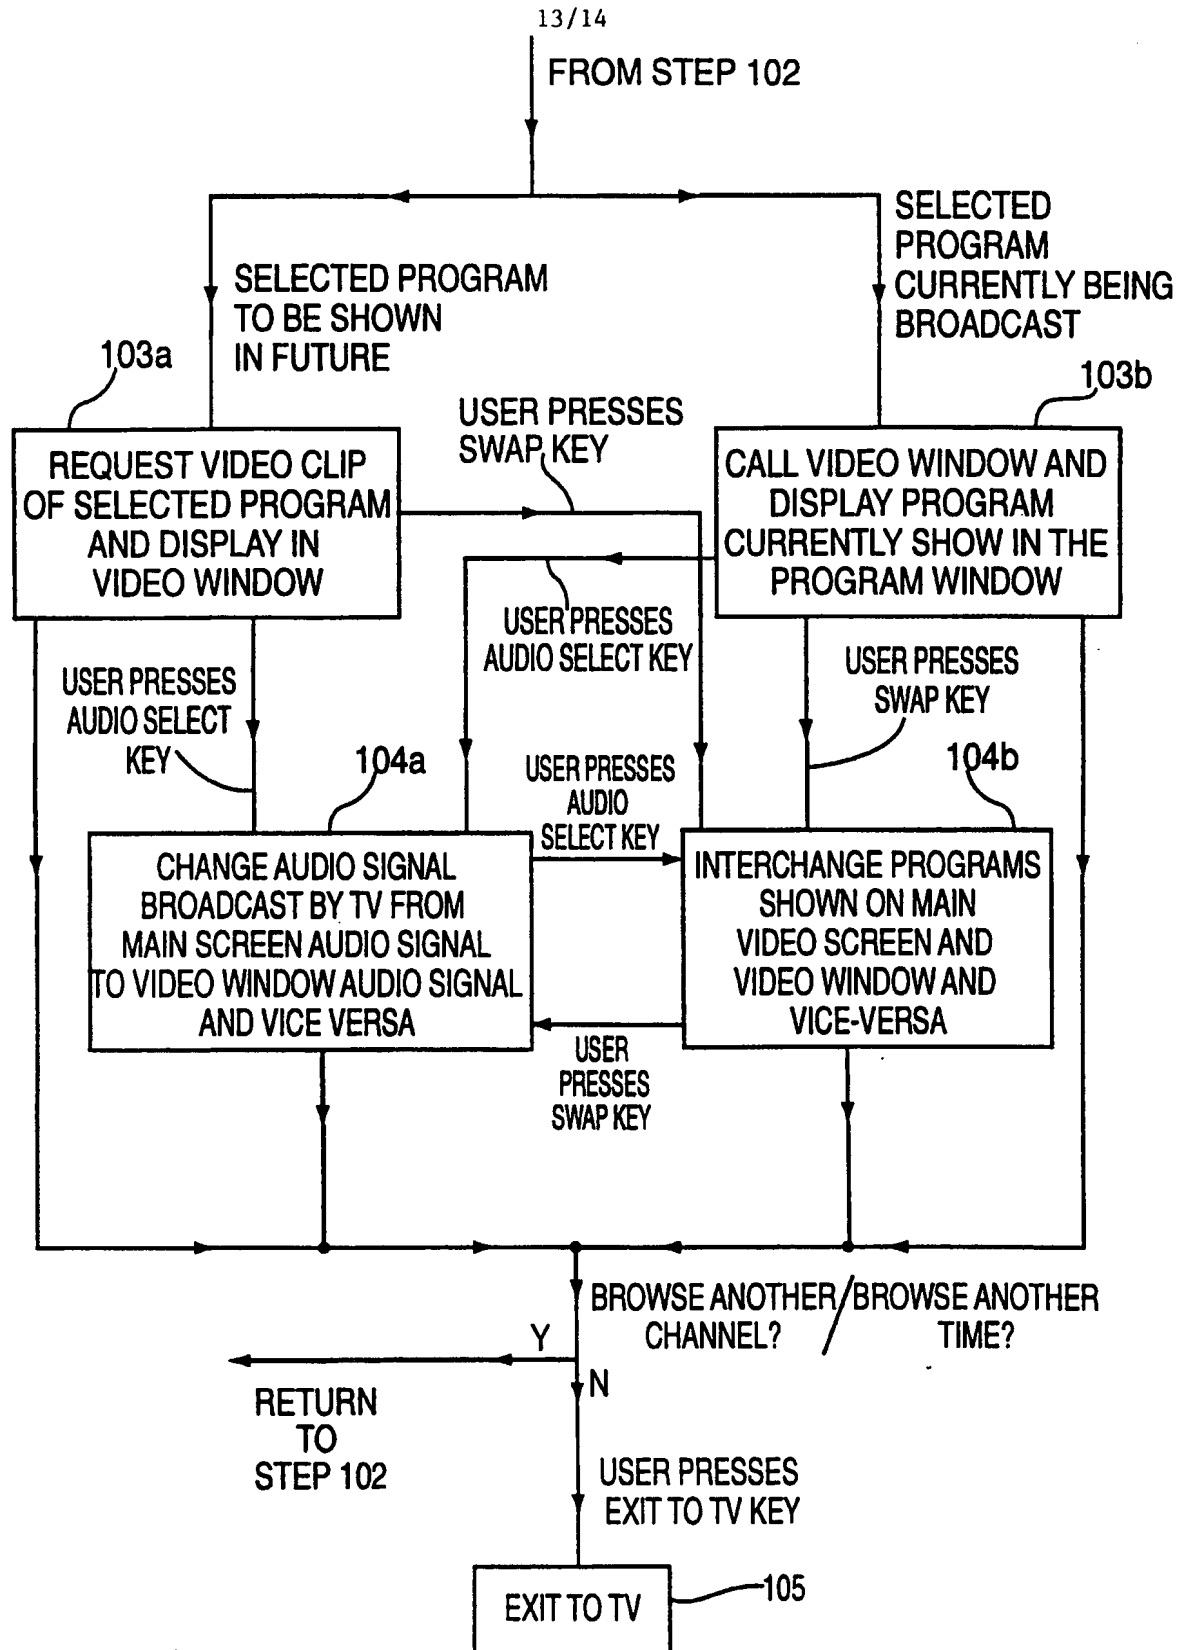 13/14
FROM STEP 102
SELECTED
PROGRAM
CURRENTLY BEING
BROADCAST
SELECTED PROGRAM
TO BE SHOWN
IN FUTURE
103a
103b
USER PRESSES
SWAP KEY
REQUEST VIDEO CLIP
OF SELECTED PROGRAM
AND DISPLAY IN
VIDEO WINDOW
CALL VIDEO WINDOW AND
DISPLAY PROGRAM
CURRENTLY SHOW IN THE
PROGRAM WINDOW
USER PRESSES
AUDIO SELECT KEY
USER PRESSES
AUDIO SELECT
KEY
USER PRESSES
SWAP KEY
104a
USER PRESSES
AUDIO
SELECT KEY
104b
CHANGE AUDIO SIGNAL
BROADCAST BY TV FROM
MAIN SCREEN AUDIO SIGNAL
TO VIDEO WINDOW AUDIO SIGNAL
AND VICE VERSA
INTERCHANGE PROGRAMS
SHOWN ON MAIN
VIDEO SCREEN AND
VIDEO WINDOW AND
VICE-VERSA
USER
PRESSES
SWAP KEY
BROWSE ANOTHER / BROWSE ANOTHER
CHANNEL? TIME?
Y
N
RETURN
TO
STEP 102
USER PRESSES
EXIT TO TV KEY
EXIT TO TV
105